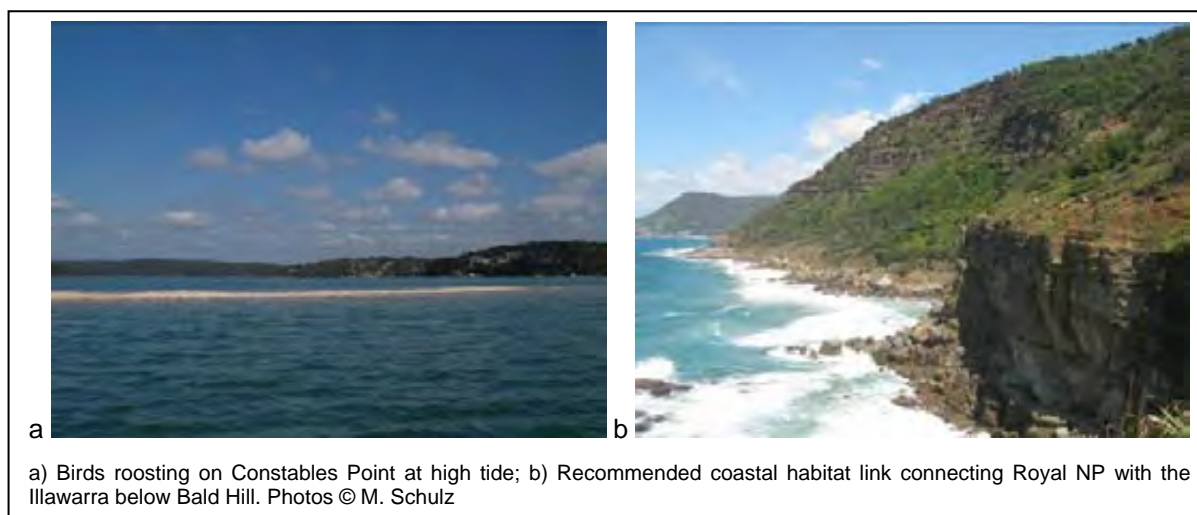 a
b
a) Birds roosting on Constables Point at high tide; b) Recommended coastal habitat link connecting Royal NP with the
Illawarra below Bald Hill. Photos © M. Schulz